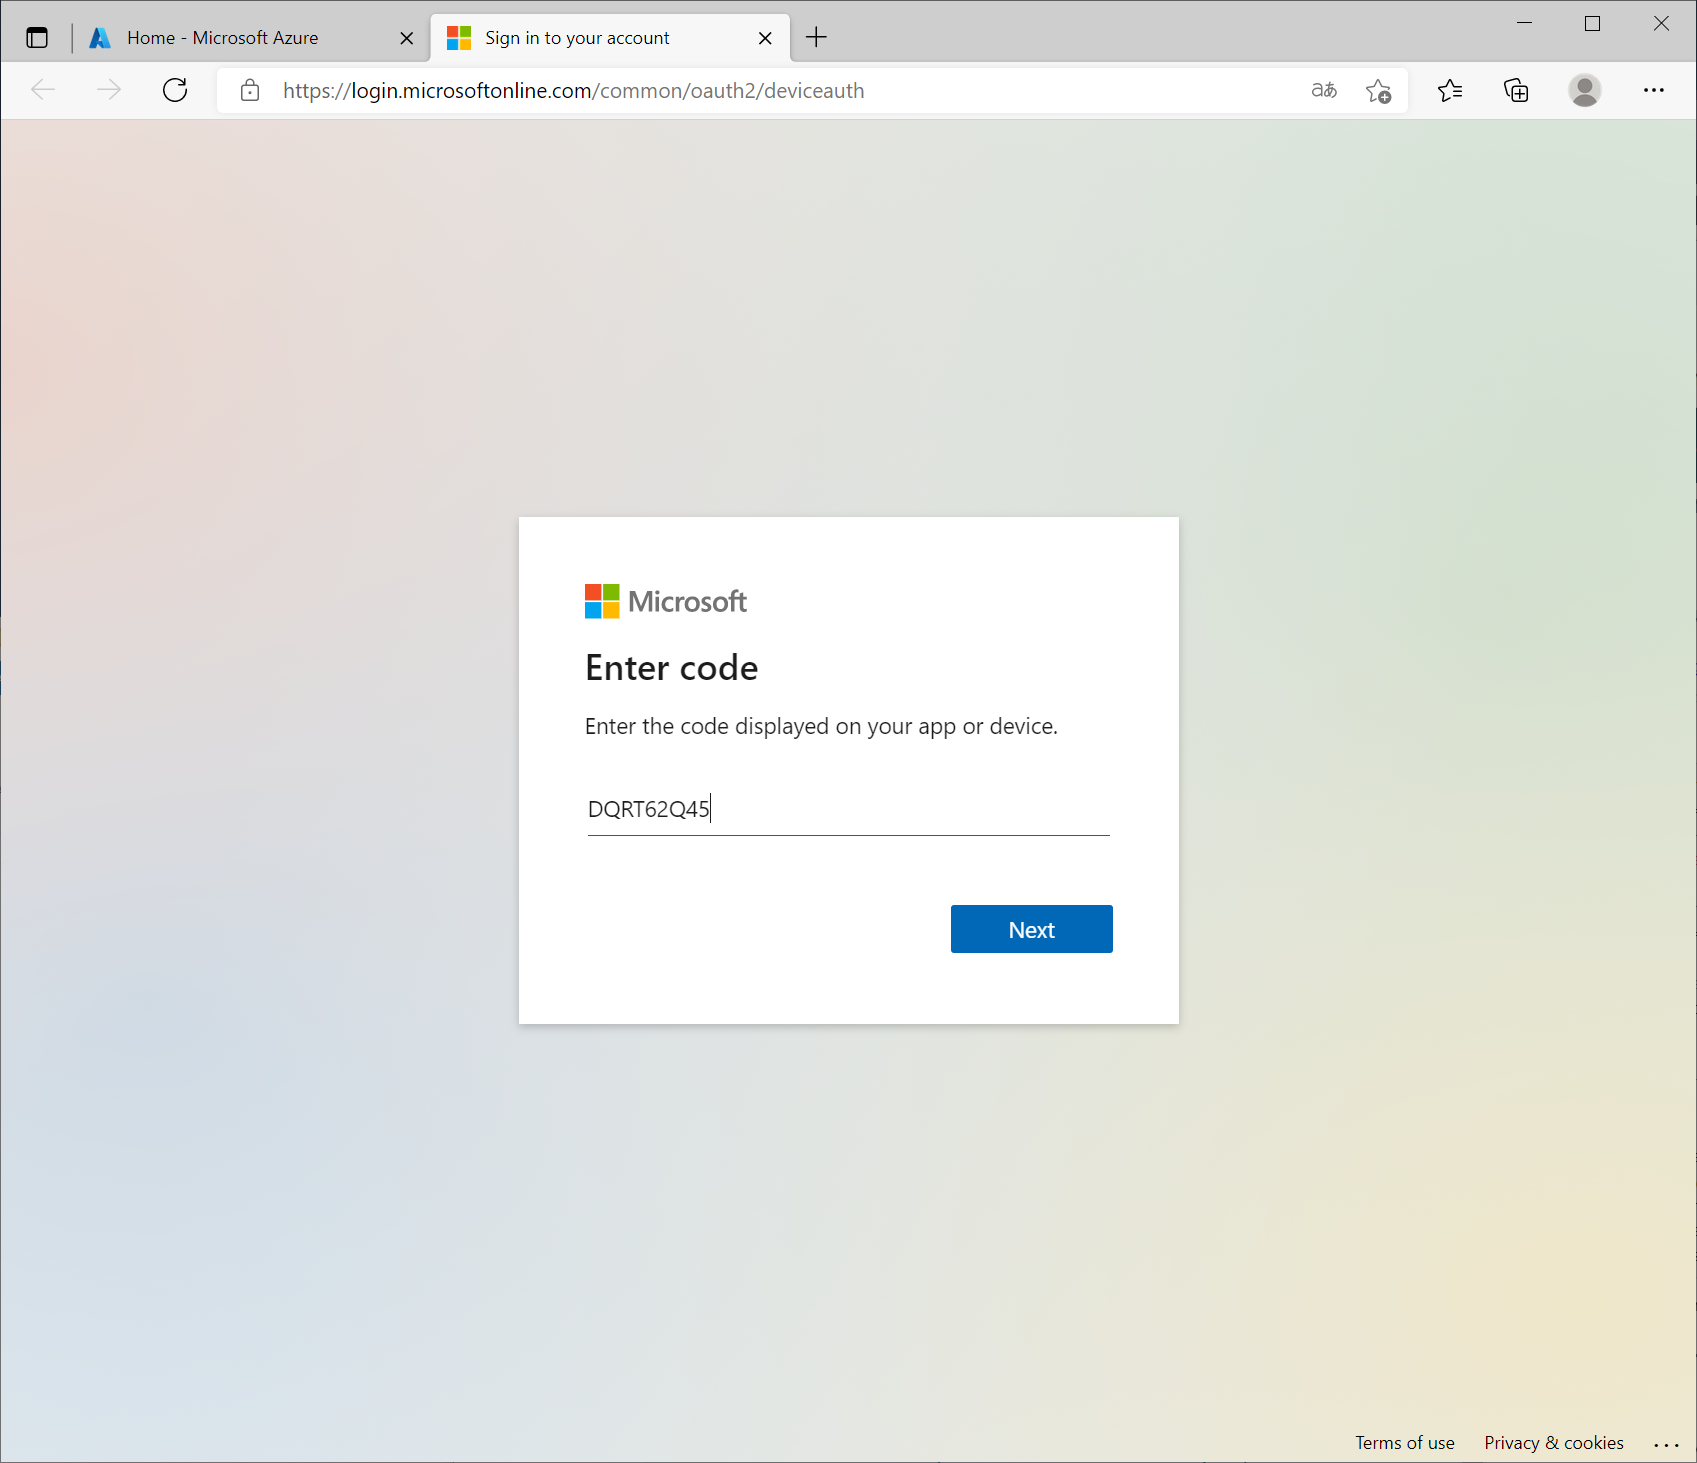 Home - Microsoft Azure
Sign in to your account
https://login.microsoftonline.com/common/oauth2/deviceauth
aあ
Microsoft
Enter code
Enter the code displayed on your app or device.
DQRT62Q45
Next
Terms of use Privacy & cookies ...